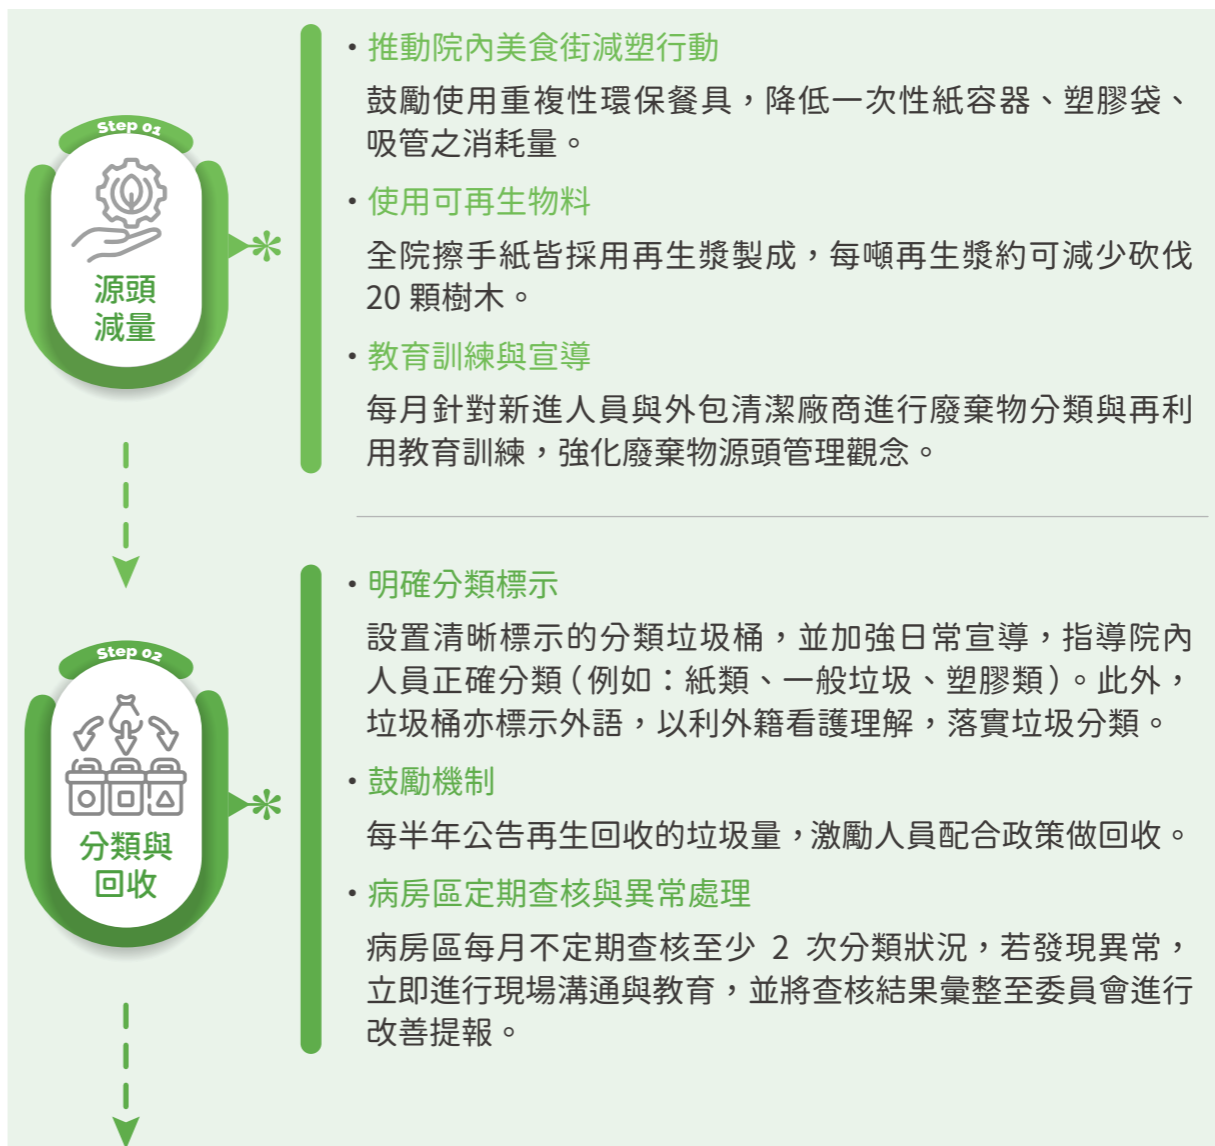 Step 01
源頭
減量
・推動院內美食街減塑行動
鼓勵使用重複性環保餐具，降低一次性紙容器、塑膠袋、
吸管之消耗量。
・使用可再生物料
全院擦手紙皆採用再生漿製成，每噸再生漿約可減少砍伐
20 顆樹木。
・教育訓練與宣導
每月針對新進人員與外包清潔廠商進行廢棄物分類與再利
用教育訓練，強化廢棄物源頭管理觀念。
Step 02
分類與
回收
・明確分類標示
設置清晰標示的分類垃圾桶，並加強日常宣導，指導院內
人員正確分類（例如：紙類、一般垃圾、塑膠類）。此外，
垃圾桶亦標示外語，以利外籍看護理解，落實垃圾分類。
・鼓勵機制
每半年公告再生回收的垃圾量，激勵人員配合政策做回收。
・病房區定期查核與異常處理
病房區每月不定期查核至少 2 次分類狀況，若發現異常，
立即進行現場溝通與教育，並將查核結果彙整至委員會進行
改善提報。